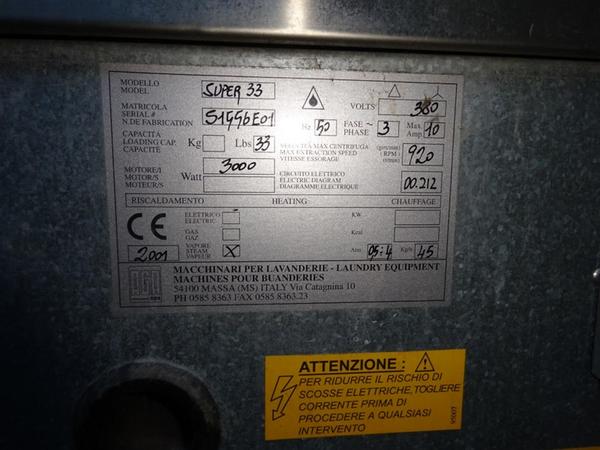 MODELLO
MODEL
SUPER 33
VOLTS
380
MATRICOLA
SERIAL #
N.DE FABRICATION
Hz
50
FASE ~
PHASE
3
Max
Amp
10
CAPACITA
LOADING CAP.
CAPACITÈ
Kg
Lbs
33
VELOCITÀ MAX CENTRIFUGA
MAX EXTRACTION SPEED
VITESSE ESSORAGE
(RPM)
920
MOTORE/I
MOTOR/S
MOTEUR/S
Watt
3000
CIRCUITO ELETTRICO
ELECTRIC DIAGRAM
DIAGRAMME ELECTRIQUE
00.212
RISCALDAMENTO
HEATING:
CHAUFFAGE
CE
2001
ELETTRICO
ELECTRIC
KW
GAS
GAZ
Kcal
VAPORE
STEAM
VAPEUR
X
Atm
05÷4
Kg/h
45
MACCHINARI PER LAVANDERIE - LAUNDRY EQUIPMENT
MACHINES POUR BUANDERIES
54100 MASSA (MS) ITALY Via Catagnina 10
PH 0585 8363 FAX 0585 8363.23
ATTENZIONE :
PER RIDURRE IL RISCHIO DI
SCOSSE ELETTRICHE,TOGLIERE
CORRENTE PRIMA DI
PROCEDERE A QUALSIASI
INTERVENTO